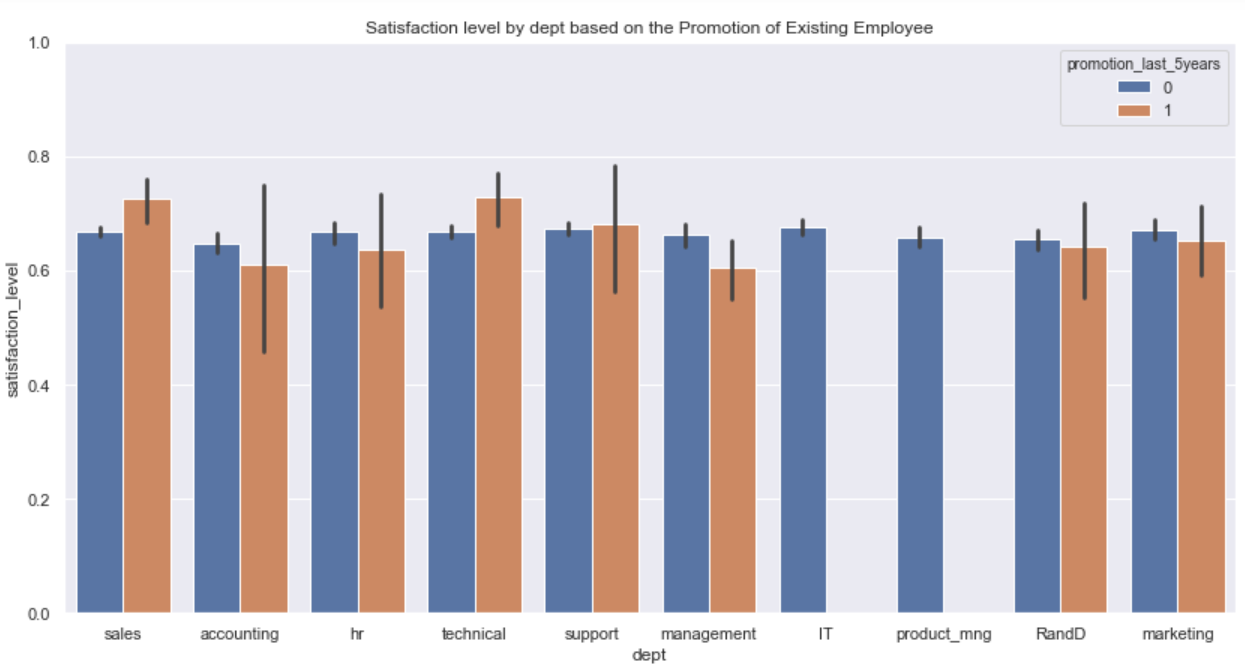 Satisfaction level by dept based on the Promotion of Existing Employee
promotion_last_5years
0
1
1.0
0.8
0.6
0.4
0.2
0.0
satisfaction_level
sales accounting hr technical support management IT product_mng RandD marketing
dept